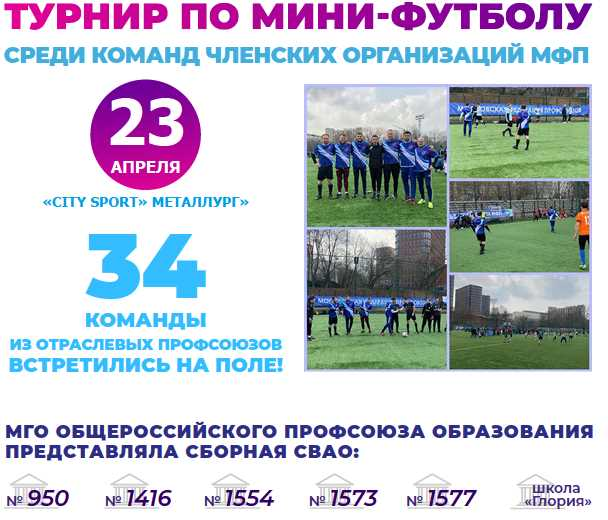 ТУРНИР ПО МИНИ-ФУТБОЛУ
СРЕДИ КОМАНД ЧЛЕНСКИХ ОРГАНИЗАЦИЙ МФП
23
АПРЕЛЯ
«CITY SPORT» МЕТАЛЛУРГ»
34
КОМАНДЫ
ИЗ ОТРАСЛЕВЫХ ПРОФСОЮЗОВ
ВСТРЕТИЛИСЬ НА ПОЛЕ!
МГО ОБЩЕРОССИЙСКОГО ПРОФСОЮЗА ОБРАЗОВАНИЯ
ПРЕДСТАВЛЯЛА СБОРНАЯ СВАО:
№ 950 № 1416 № 1554 № 1573 № 1577 школа
«Глория»